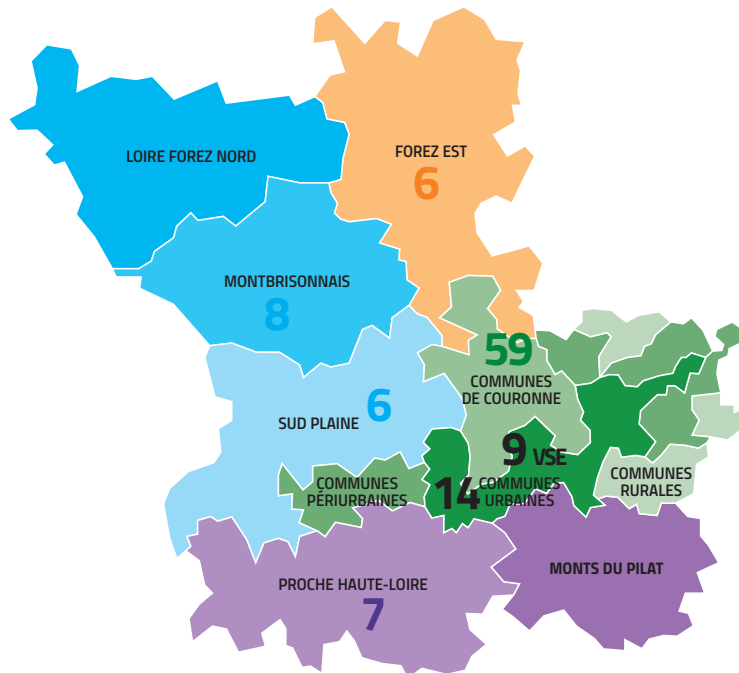 LOIRE FOREZ NORD
FOREZ EST
6
MONTBRISONNAIS
8
59
COMMUNES
DE COURONNE
SUD PLAINE
6
9 VSE
COMMUNES
PÉRIURBAINES
14 COMMUNES
URBAINES
COMMUNES
RURALES
PROCHE HAUTE-LOIRE
7
MONTS DU PILAT